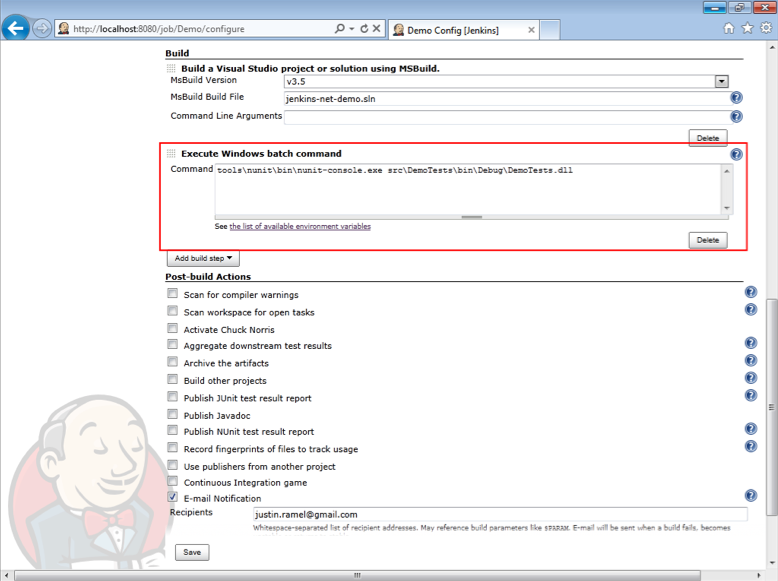 http://localhost:8080/job/Demo/configure
Demo Config [Jenkins]
Build
Build a Visual Studio project or solution using MSBuild.
MsBuild Version v3.5
MsBuild Build File jenkins-net-demo.sln
Command Line Arguments
Delete
Execute Windows batch command
Command tools\nunit\bin\nunit-console.exe src\DemoTests\bin\Debug\DemoTests.dll
See the list of available environment variables
Delete
Add build step
Post-build Actions
Scan for compiler warnings
Scan workspace for open tasks
Activate Chuck Norris
Aggregate downstream test results
Archive the artifacts
Build other projects
Publish JUnit test result report
Publish Javadoc
Publish NUnit test result report
Record fingerprints of files to track usage
Use publishers from another project
Continuous Integration game
E-mail Notification
Recipients justin.ramel@gmail.com
Whitespace-separated list of recipient addresses. May reference build parameters like $PARAM. E-mail will be sent when a build fails, becomes
Save